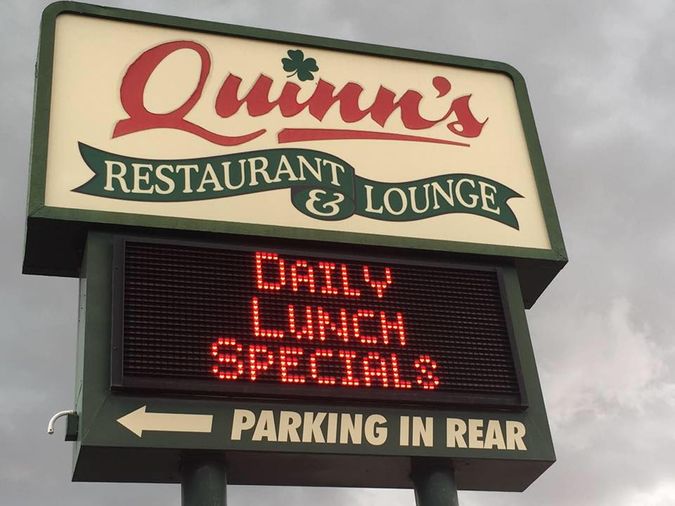 Quinn's
RESTAURANT & LOUNGE
DAILY
LUNCH
SPECIALS
PARKING IN REAR